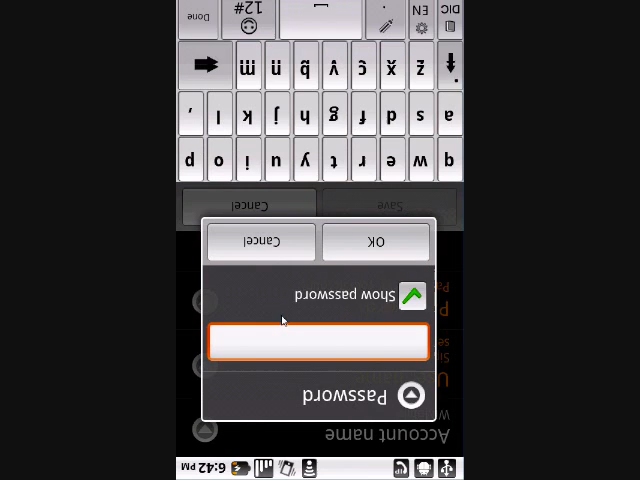 6:42 PM
Account name
Password
Show password
OK Cancel
Save Cancel
q w e r t y u i o p
a s d f g h j k l '
z x c v b n m
DIC EN . 12# Done